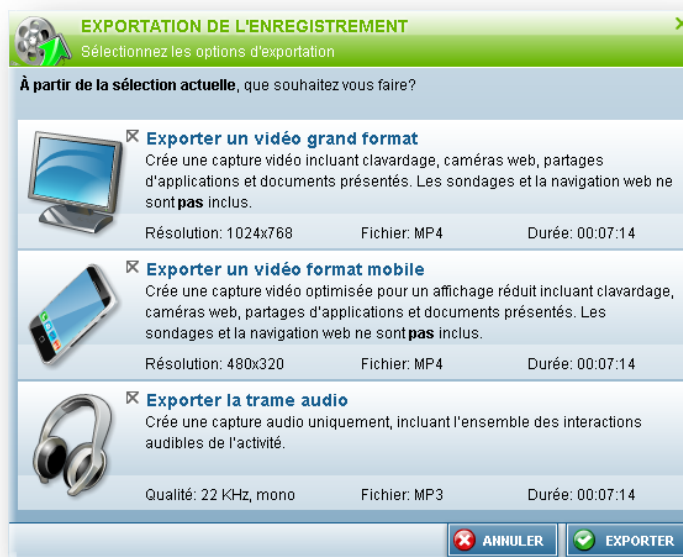 EXPORTATION DE L'ENREGISTREMENT
Sélectionnez les options d'exportation
À partir de la sélection actuelle, que souhaitez vous faire?
Exporter un vidéo grand format
Crée une capture vidéo incluant clavardage, caméras web, partages
d'applications et documents présentés. Les sondages et la navigation web ne
sont pas inclus.
Résolution: 1024x768 Fichier: MP4 Durée: 00:07:14
Exporter un vidéo format mobile
Crée une capture vidéo optimisée pour un affichage réduit incluant clavardage,
caméras web, partages d'applications et documents présentés. Les
sondages et la navigation web ne sont pas inclus.
Résolution: 480x320 Fichier: MP4 Durée: 00:07:14
Exporter la trame audio
Crée une capture audio uniquement, incluant l'ensemble des interactions
audibles de l'activité.
Qualité: 22 KHz, mono Fichier: MP3 Durée: 00:07:14
ANNULER EXPORTER